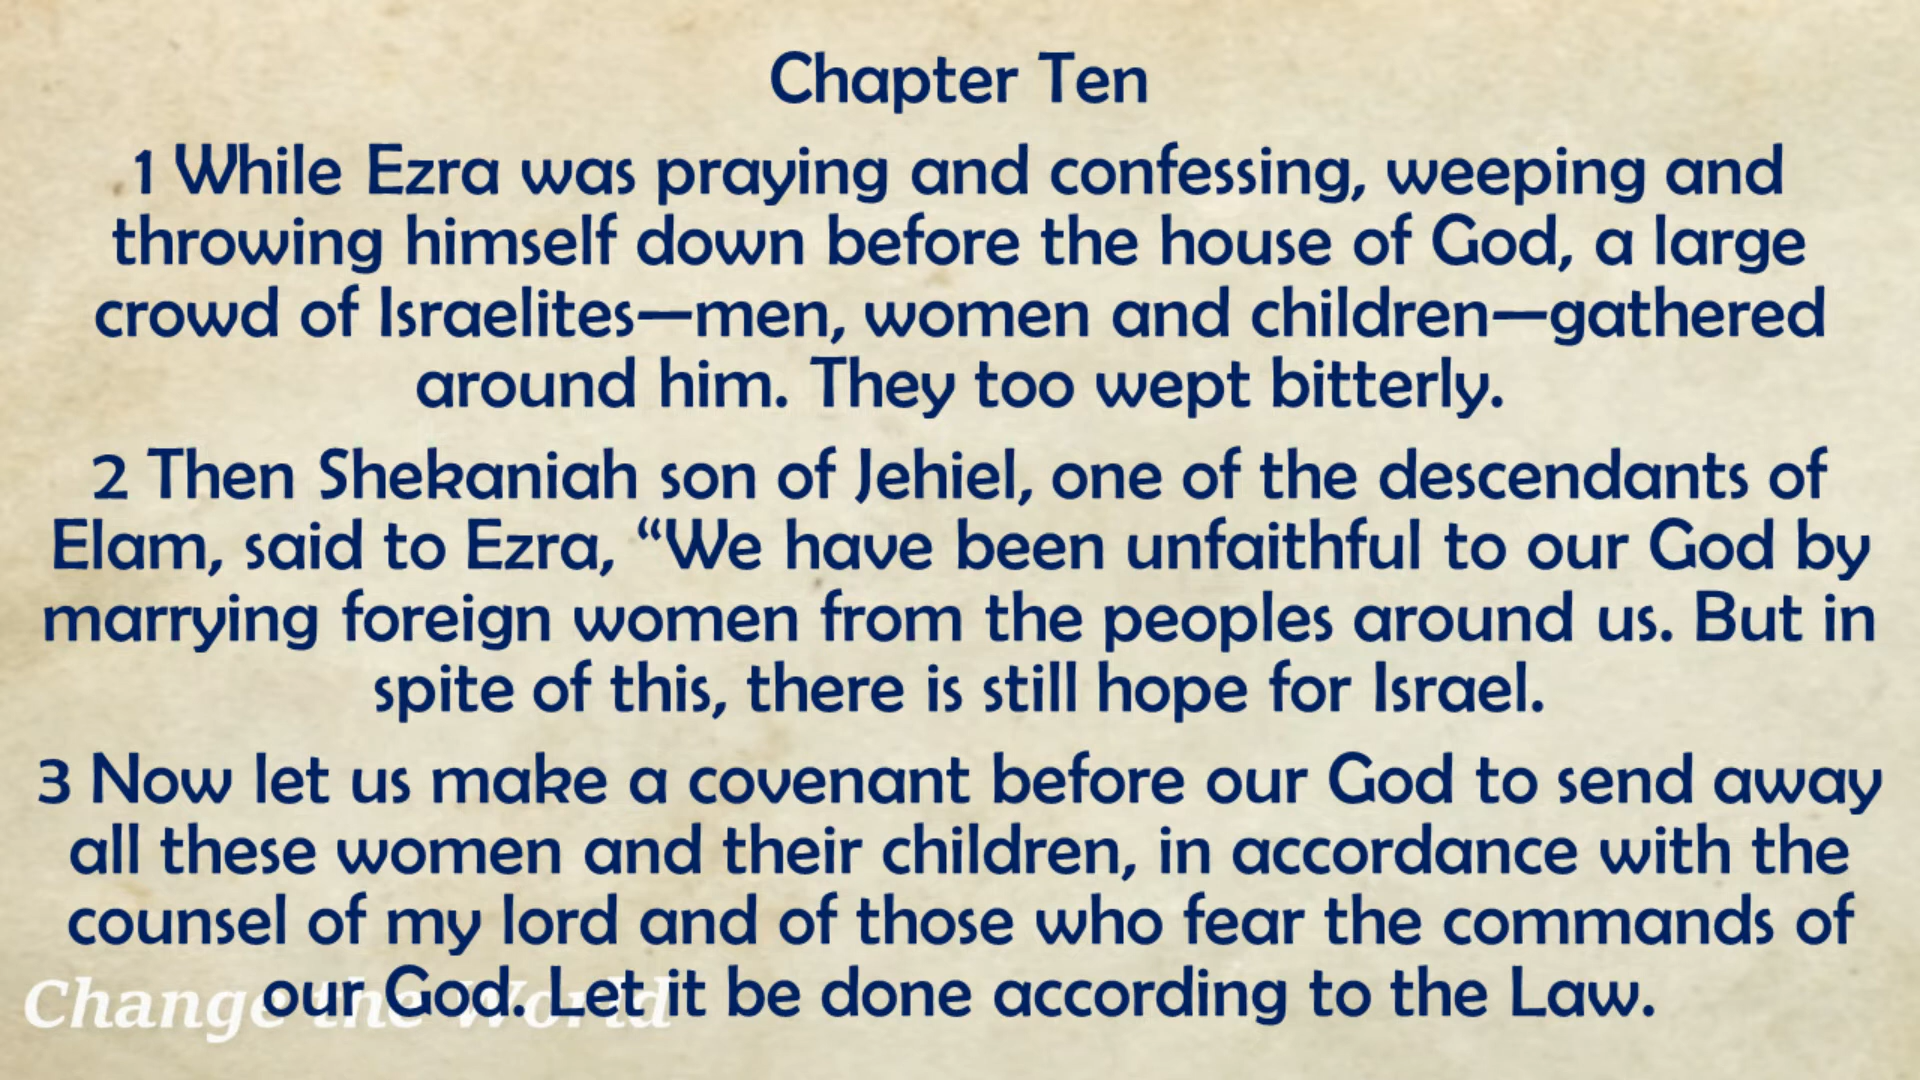 Chapter Ten
1 While Ezra was praying and confessing, weeping and
throwing himself down before the house of God, a large
crowd of Israelites—men, women and children—gathered
around him. They too wept bitterly.
2 Then Shekaniah son of Jehiel, one of the descendants of
Elam, said to Ezra, “We have been unfaithful to our God by
marrying foreign women from the peoples around us. But in
spite of this, there is still hope for Israel.
3 Now let us make a covenant before our God to send away
all these women and their children, in accordance with the
counsel of my lord and of those who fear the commands of
our God. Let it be done according to the Law.
Change the World